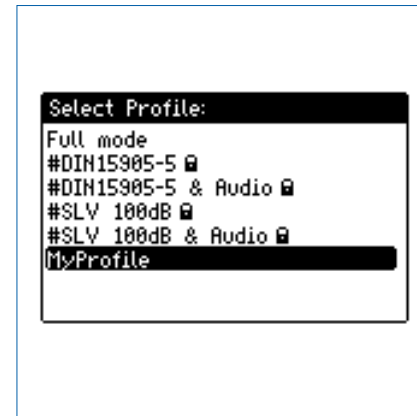 Select Profile:
Full mode
#DIN15905-5
#DIN15905-5 & Audio
#SLV 100dB
#SLV 100dB & Audio
MyProfile